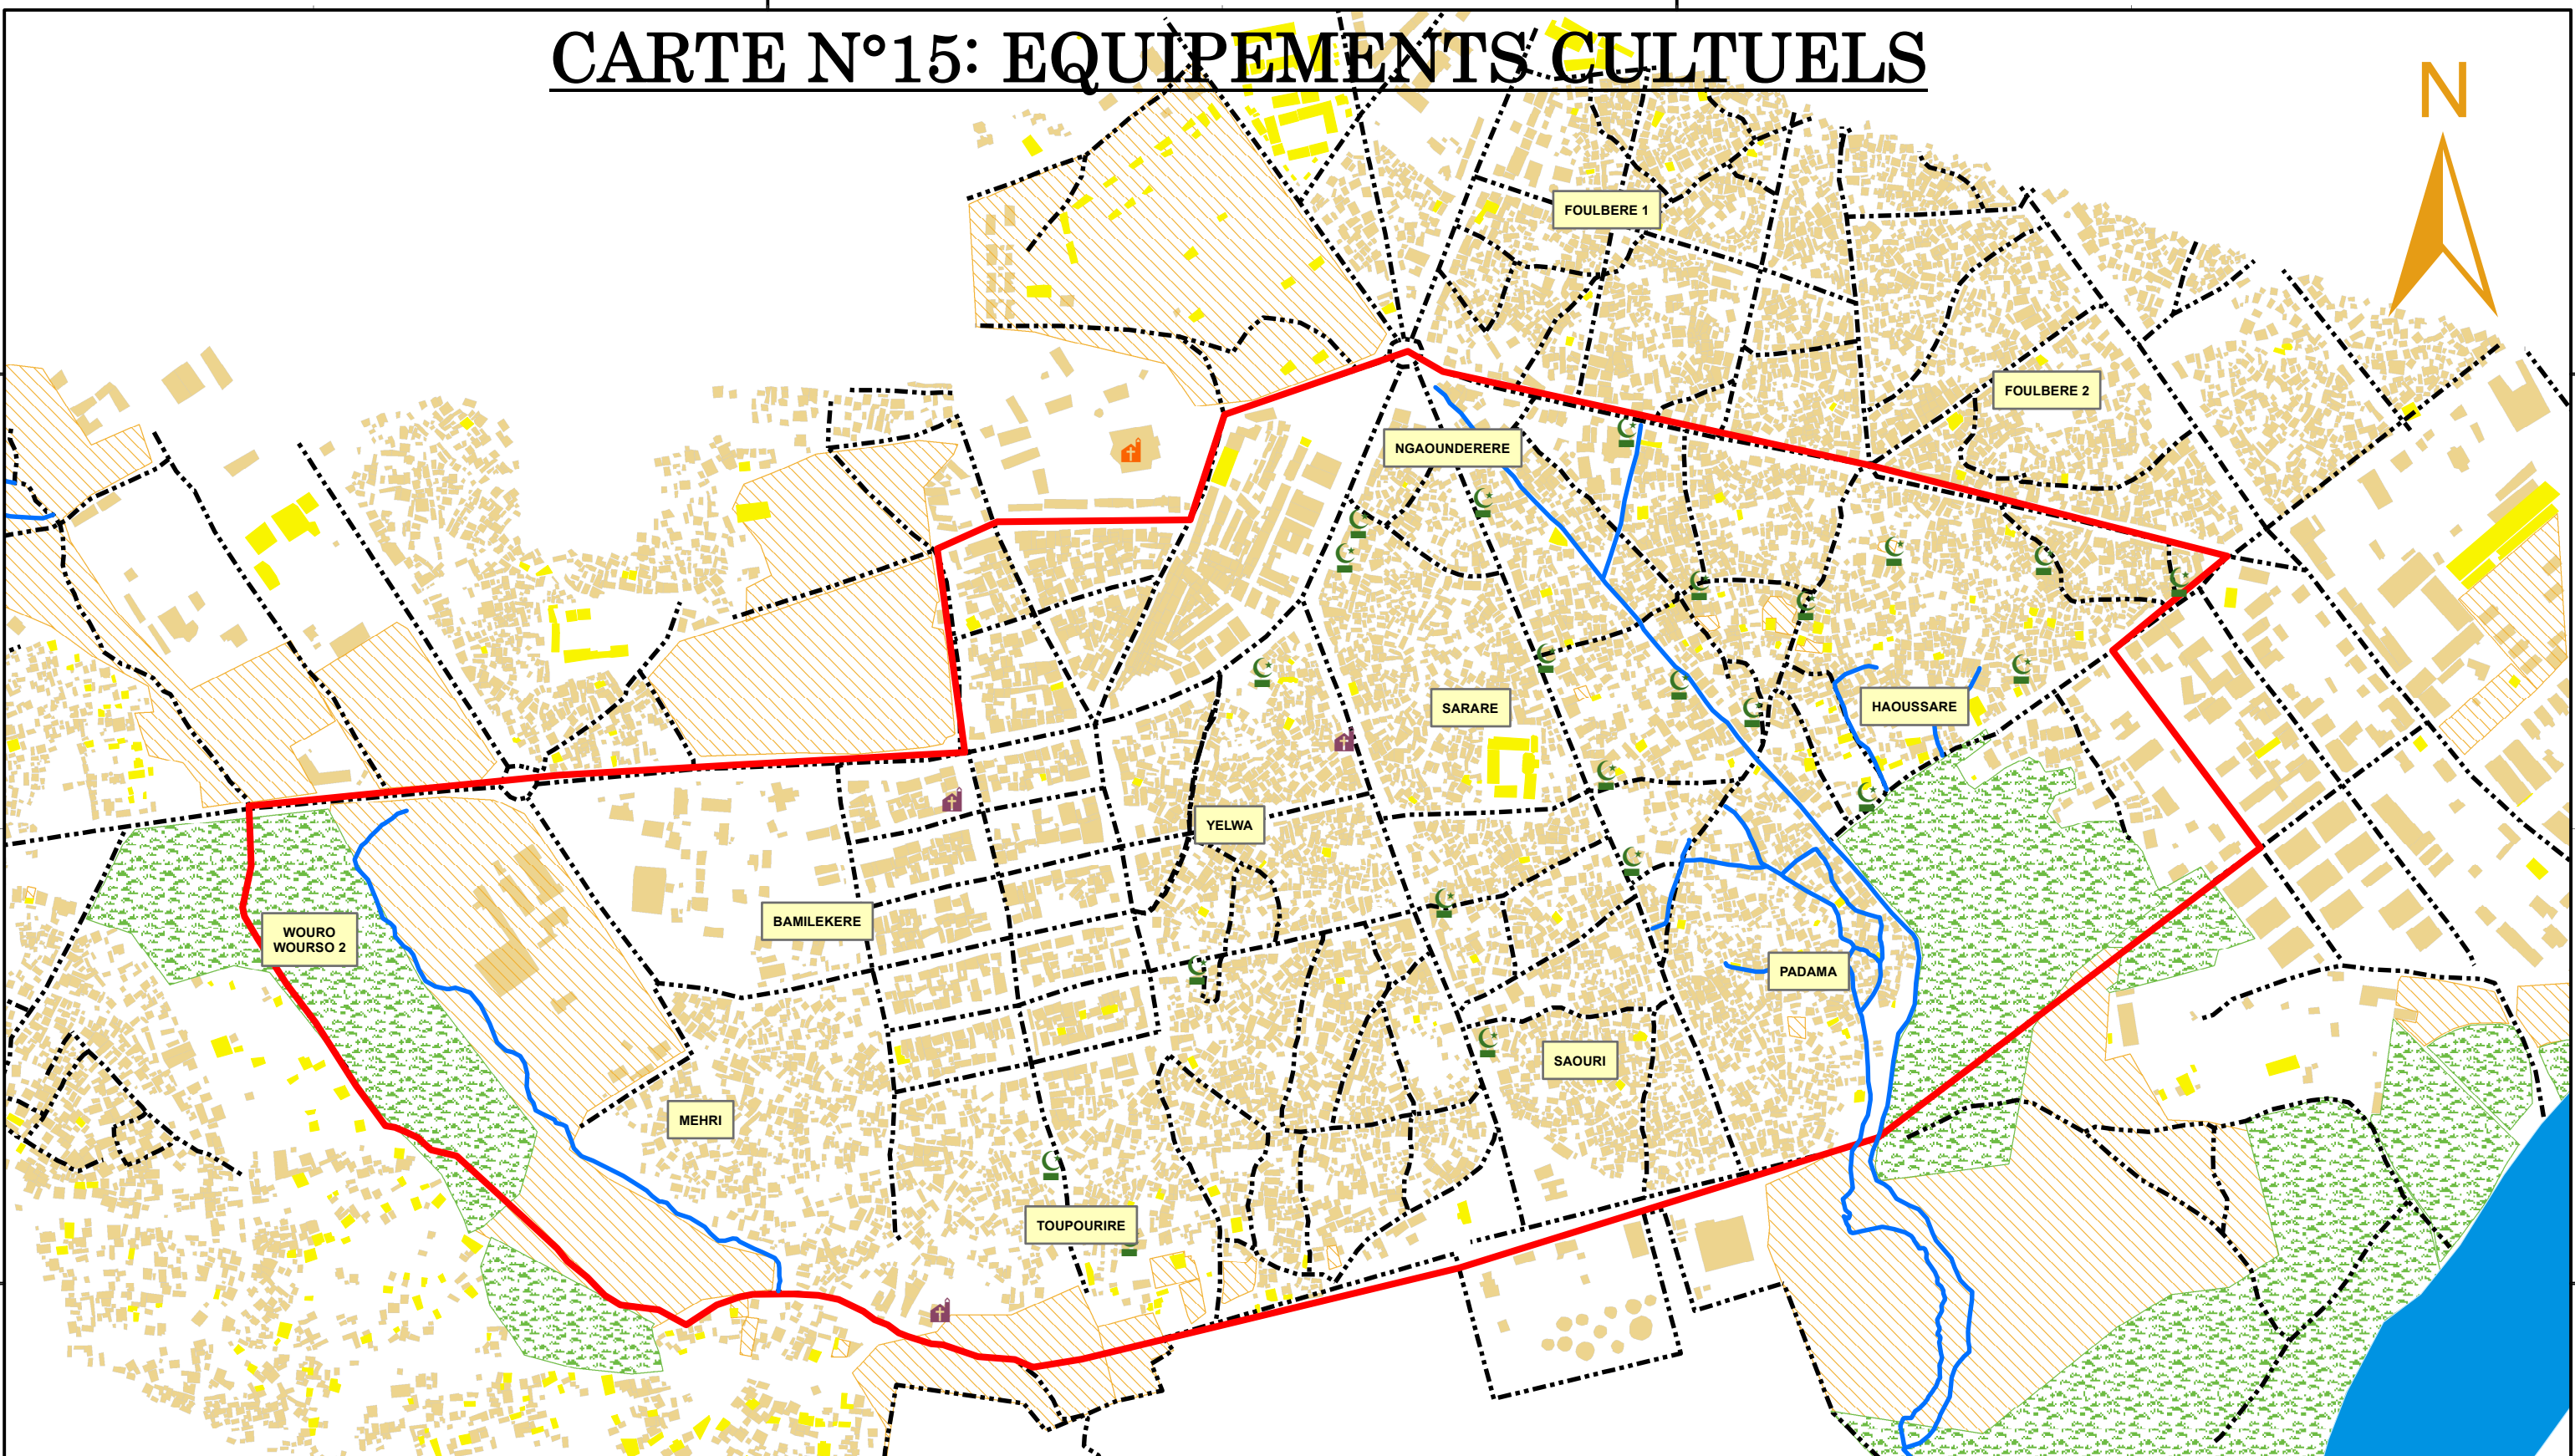 CARTE N°15: EQUIPEMENTS CULTUELS
N
FOULBERE 1
FOULBERE 2
NGAOUNDERERE
SARARE
HAOUSSARE
YELWA
BAMILEKERE
WOURO
WOURSO 2
PADAMA
SAOURI
MEHRI
TOUPOURIRE